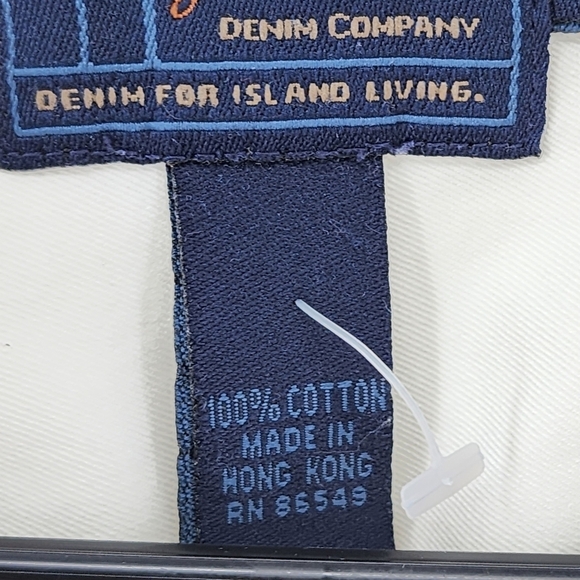 DENIM COMPANY
DENIM FOR ISLAND LIVING.
100% COTTON
MADE IN
HONG KONG
RN 86549